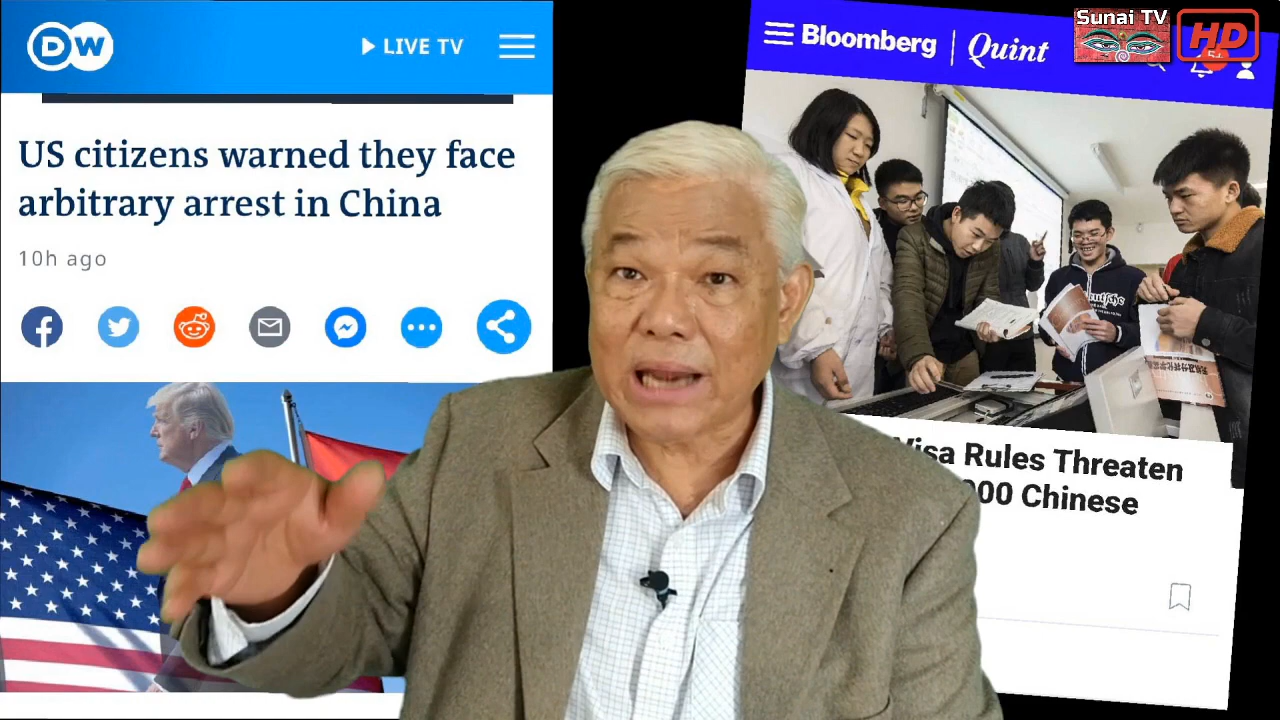 DW
LIVE TV
US citizens warned they face
arbitrary arrest in China
10h ago
Bloomberg | Quint
Sunai TV
HD
Visa Rules Threaten
000 Chinese